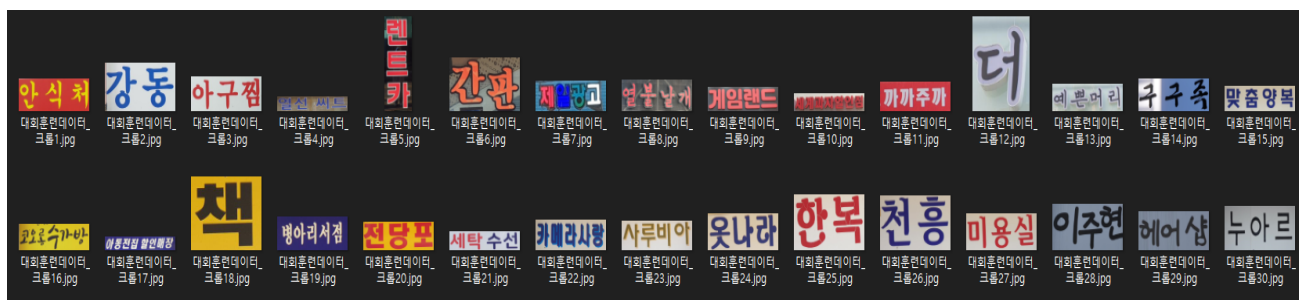 안식처 강동 아구찜 렌트카 간판 제일광고 열불날개 게임랜드 까까주까 더 예쁜머리 구구족 맞춤양복
대회훈련데이터_ 대회훈련데이터_ 대회훈련데이터_ 대회훈련데이터_ 대회훈련데이터_ 대회훈련데이터_ 대회훈련데이터_ 대회훈련데이터_ 대회훈련데이터_ 대회훈련데이터_ 대회훈련데이터_ 대회훈련데이터_ 대회훈련데이터_ 대회훈련데이터_ 대회훈련데이터_
크롭1.jpg 크롭2.jpg 크롭3.jpg 크롭4.jpg 크롭5.jpg 크롭6.jpg 크롭7.jpg 크롭8.jpg 크롭9.jpg 크롭10.jpg 크롭11.jpg 크롭12.jpg 크롭13.jpg 크롭14.jpg 크롭15.jpg
코오롱수가방 아동전집 할인매장 책 병아리서점 전당포 세탁수선 카메라사랑 사루비아 옷나라 한복 천흥 미용실 이주현 헤어샵 누아르
대회훈련데이터_ 대회훈련데이터_ 대회훈련데이터_ 대회훈련데이터_ 대회훈련데이터_ 대회훈련데이터_ 대회훈련데이터_ 대회훈련데이터_ 대회훈련데이터_ 대회훈련데이터_ 대회훈련데이터_ 대회훈련데이터_ 대회훈련데이터_ 대회훈련데이터_ 대회훈련데이터_
크롭16.jpg 크롭17.jpg 크롭18.jpg 크롭19.jpg 크롭20.jpg 크롭21.jpg 크롭22.jpg 크롭23.jpg 크롭24.jpg 크롭25.jpg 크롭26.jpg 크롭27.jpg 크롭28.jpg 크롭29.jpg 크롭30.jpg